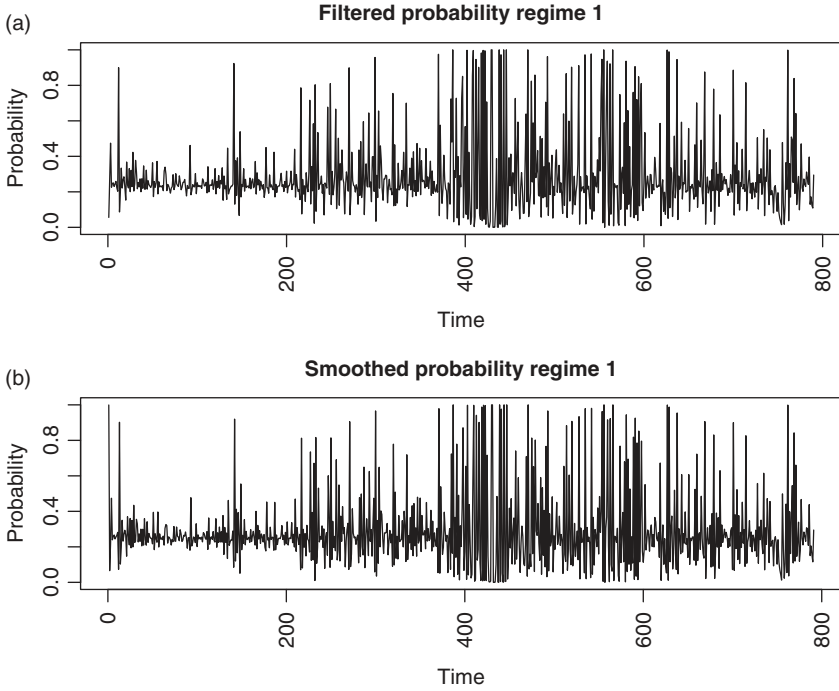 (a)
Filtered probability regime 1
Probability
0.8
0.4
0.0
0
200
400
600
800
Time
(b)
Smoothed probability regime 1
Probability
0.8
0.4
0.0
0
200
400
600
800
Time